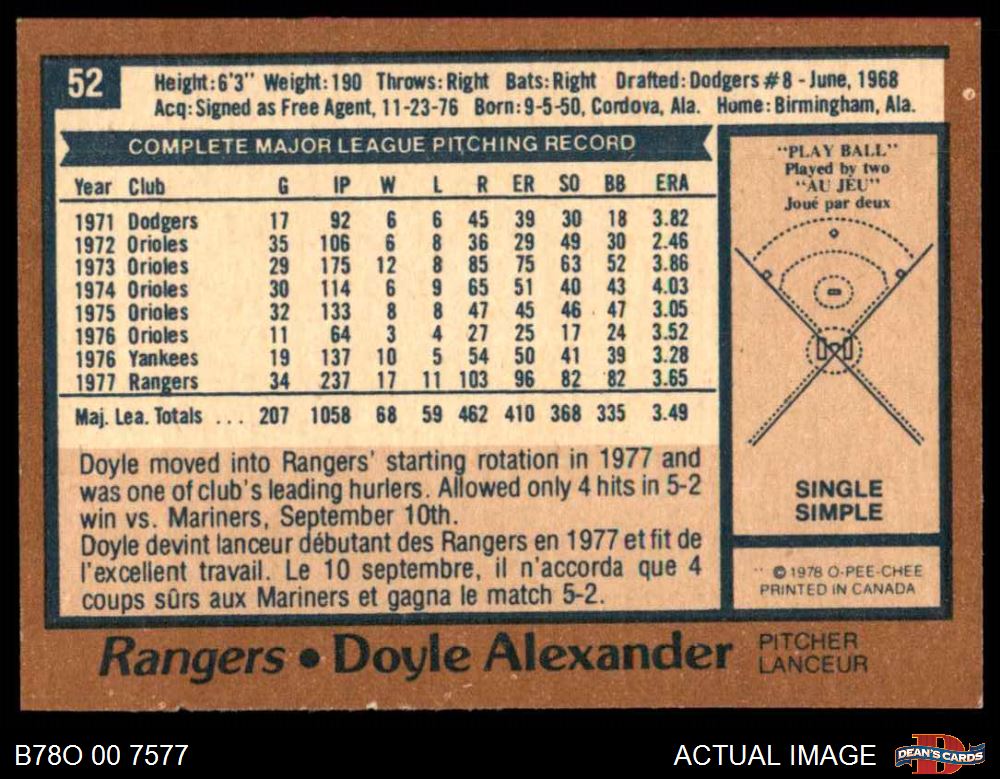 52
Height: 6'3" Weight: 190 Throws: Right Bats: Right Drafted: Dodgers #8 - June, 1968
Acq: Signed as Free Agent, 11-23-76 Born: 9-5-50, Cordova, Ala. Home: Birmingham, Ala.
COMPLETE MAJOR LEAGUE PITCHING RECORD
Year Club G IP W L R ER SO BB ERA
1971 Dodgers 17 92 6 6 45 39 30 18 3.82
1972 Orioles 35 106 6 8 36 29 49 30 2.46
1973 Orioles 29 175 12 8 85 75 63 52 3.86
1974 Orioles 30 114 6 9 65 51 40 43 4.03
1975 Orioles 32 133 8 8 47 45 46 47 3.05
1976 Orioles 11 64 3 4 27 25 17 24 3.52
1976 Yankees 19 137 10 5 54 50 41 39 3.28
1977 Rangers 34 237 17 11 103 96 82 82 3.65
Maj. Lea. Totals ... 207 1058 68 59 462 410 368 335 3.49
Doyle moved into Rangers' starting rotation in 1977 and
was one of club's leading hurlers. Allowed only 4 hits in 5-2
win vs. Mariners, September 10th.
Doyle devint lanceur débutant des Rangers en 1977 et fit de
l'excellent travail. Le 10 septembre, il n'accorda que 4
coups sûrs aux Mariners et gagna le match 5-2.
"PLAY BALL"
Played by two
"AU JEU"
Joué par deux
SINGLE
SIMPLE
© 1978 O-PEE-CHEE
PRINTED IN CANADA
Rangers • Doyle Alexander
PITCHER
LANCEUR
B78O 00 7577
ACTUAL IMAGE
DEAN'S CARDS